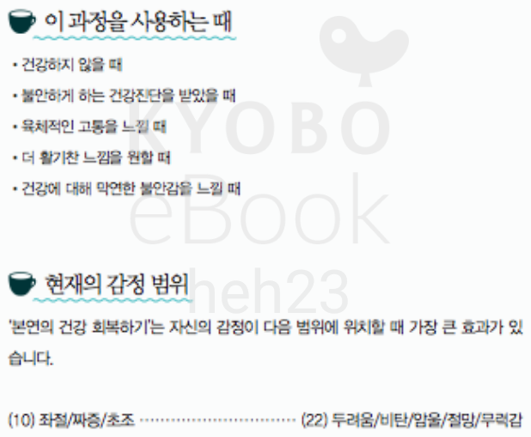 이 과정을 사용하는 때
• 건강하지 않을 때
• 불안하게 하는 건강진단을 받았을 때
• 육체적인 고통을 느낄 때
• 더 활기찬 느낌을 원할 때
• 건강에 대해 막연한 불안감을 느낄 때
KYOBO
eBook
heh23
현재의 감정 범위
'본연의 건강 회복하기'는 자신의 감정이 다음 범위에 위치할 때 가장 큰 효과가 있
습니다.
(10) 좌절/짜증/초조 ································ (22) 두려움/비탄/암울/절망/무력감